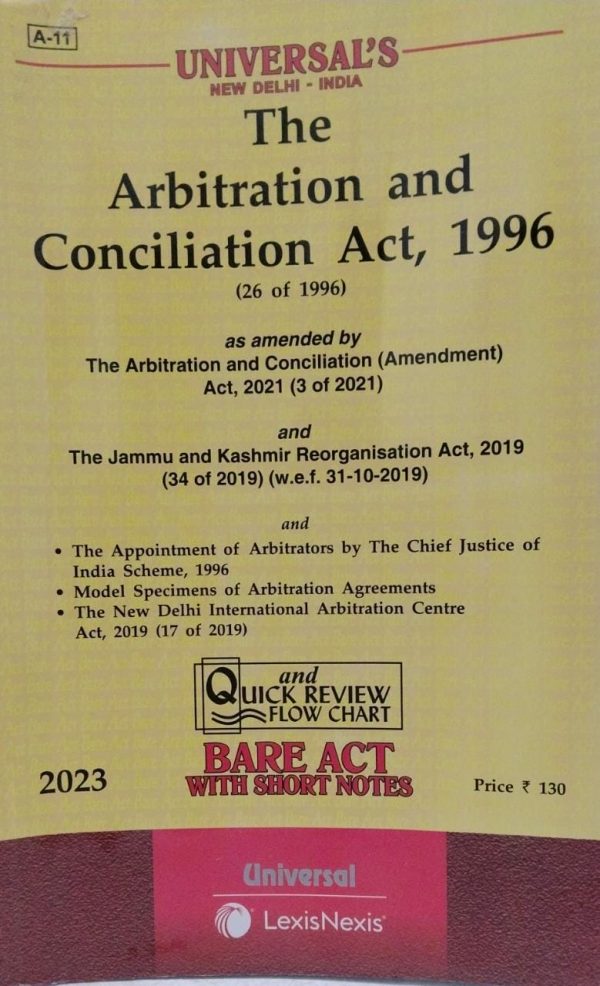 A-11
UNIVERSAL'S
NEW DELHI - INDIA
The
Arbitration and
Conciliation Act, 1996
(26 of 1996)
as amended by
The Arbitration and Conciliation (Amendment)
Act, 2021 (3 of 2021)
and
The Jammu and Kashmir Reorganisation Act, 2019
(34 of 2019) (w.e.f. 31-10-2019)
and
• The Appointment of Arbitrators by The Chief Justice of
India Scheme, 1996
• Model Specimens of Arbitration Agreements
• The New Delhi International Arbitration Centre
Act, 2019 (17 of 2019)
and
QUICK REVIEW
FLOW CHART
BARE ACT
WITH SHORT NOTES
2023
Price ₹ 130
Universal
LexisNexis®